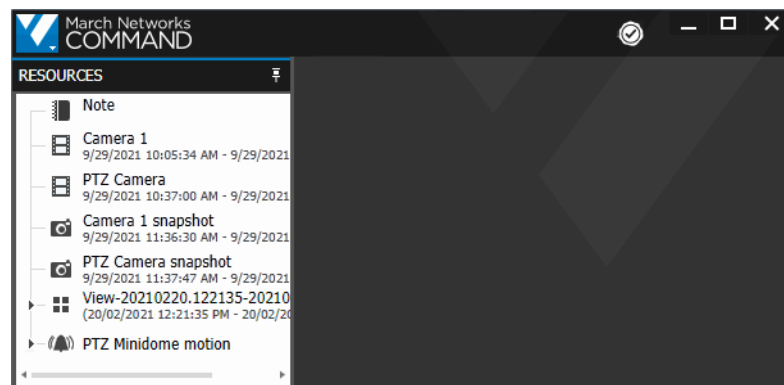 March Networks
COMMAND
RESOURCES
Note
Camera 1
9/29/2021 10:05:34 AM - 9/29/2021
PTZ Camera
9/29/2021 10:37:00 AM - 9/29/2021
Camera 1 snapshot
9/29/2021 11:36:30 AM - 9/29/2021
PTZ Camera snapshot
9/29/2021 11:37:47 AM - 9/29/2021
View-20210220.122135-20210
(20/02/2021 12:21:35 PM - 20/02/20
PTZ Minidome motion